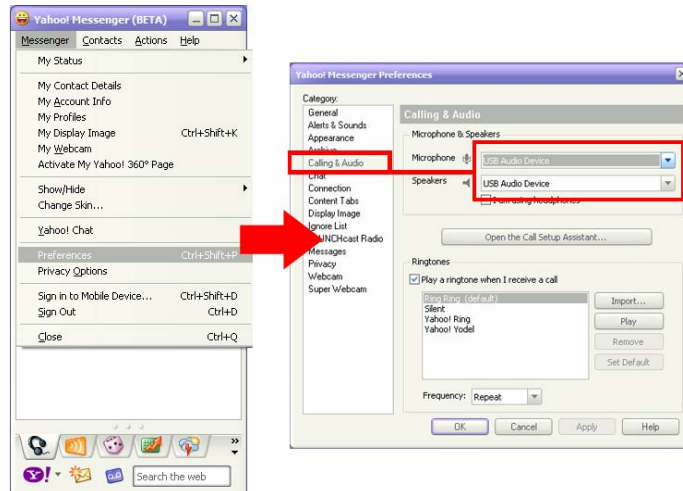 Yahoo! Messenger (BETA)
Messenger Contacts Actions Help
My Status
My Contact Details
My Account Info
My Profiles
My Display Image Ctrl+Shift+K
My Webcam
Activate My Yahoo! 360° Page
Show/Hide
Change Skin...
Yahoo! Chat
Preferences Ctrl+Shift+P
Privacy Options
Sign in to Mobile Device... Ctrl+Shift+D
Sign Out Ctrl+D
Close Ctrl+Q
Y!
Search the web
Yahoo! Messenger Preferences
Category:
General
Alerts & Sounds
Appearance
Archive
Calling & Audio
Chat
Connection
Content Tabs
Display Image
Ignore List
LAUNCHcast Radio
Messages
Privacy
Webcam
Super Webcam
Calling & Audio
Microphone & Speakers
Microphone USB Audio Device
Speakers USB Audio Device
I am using headphones
Open the Call Setup Assistant...
Ringtones
Play a ringtone when I receive a call
Ring Ring (default)
Silent
Yahoo! Ring
Yahoo! Yodel
Import...
Play
Remove
Set Default
Frequency: Repeat
OK Cancel Apply Help